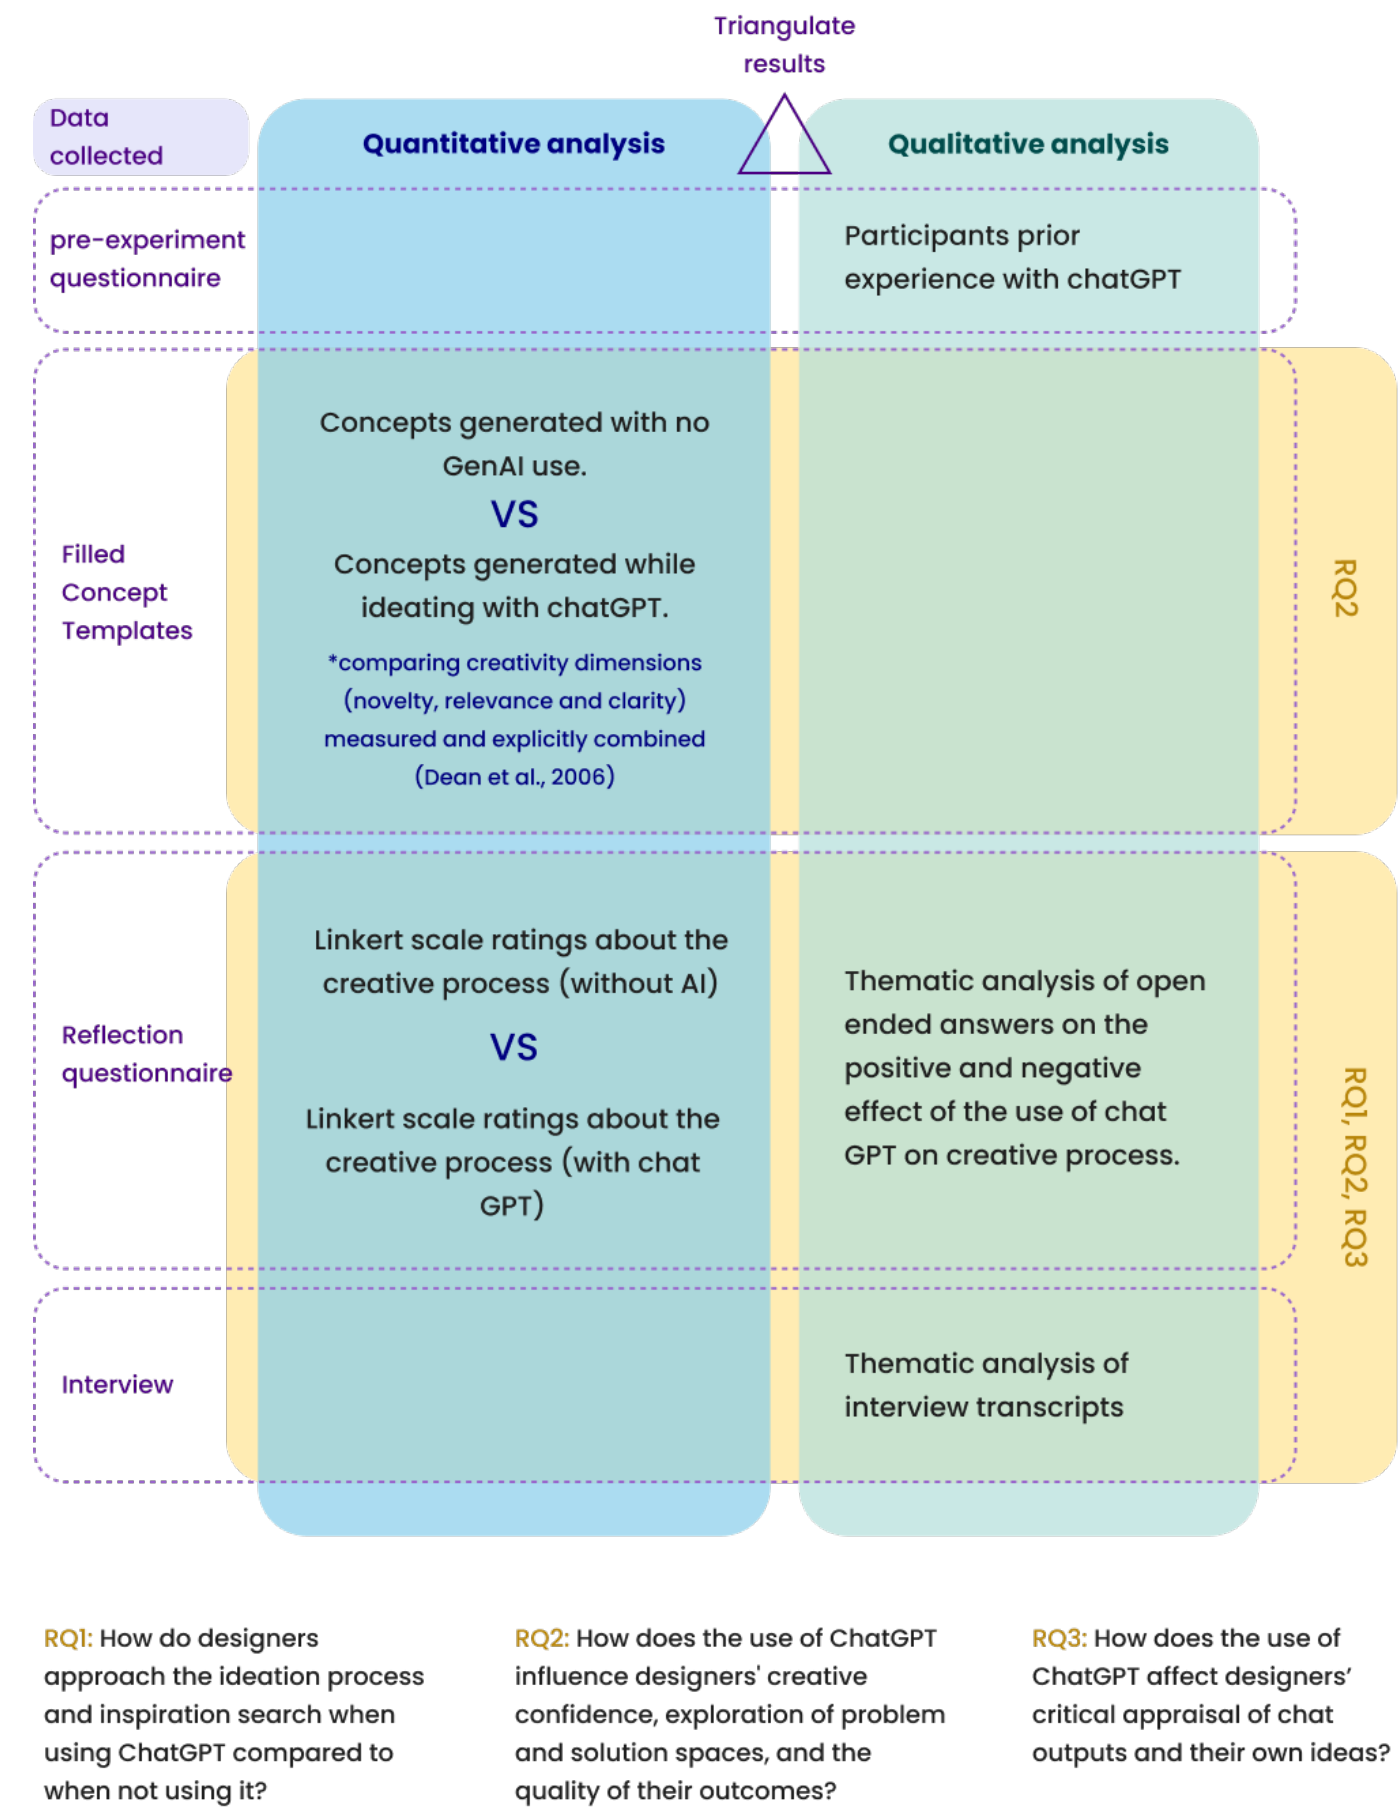 Triangulate
results
Data
collected
Quantitative analysis
Qualitative analysis
pre-experiment
questionnaire
Participants prior
experience with chatGPT
Filled
Concept
Templates
Concepts generated with no
GenAI use.
VS
Concepts generated while
ideating with chatGPT.
*comparing creativity dimensions
(novelty, relevance and clarity)
measured and explicitly combined
(Dean et al., 2006)
RQ2
Reflection
questionnaire
Linkert scale ratings about the
creative process (without AI)
VS
Linkert scale ratings about the
creative process (with chat
GPT)
Thematic analysis of open
ended answers on the
positive and negative
effect of the use of chat
GPT on creative process.
RQ1, RQ2, RQ3
Interview
Thematic analysis of
interview transcripts
RQ1: How do designers
approach the ideation process
and inspiration search when
using ChatGPT compared to
when not using it?
RQ2: How does the use of ChatGPT
influence designers' creative
confidence, exploration of problem
and solution spaces, and the
quality of their outcomes?
RQ3: How does the use of
ChatGPT affect designers’
critical appraisal of chat
outputs and their own ideas?